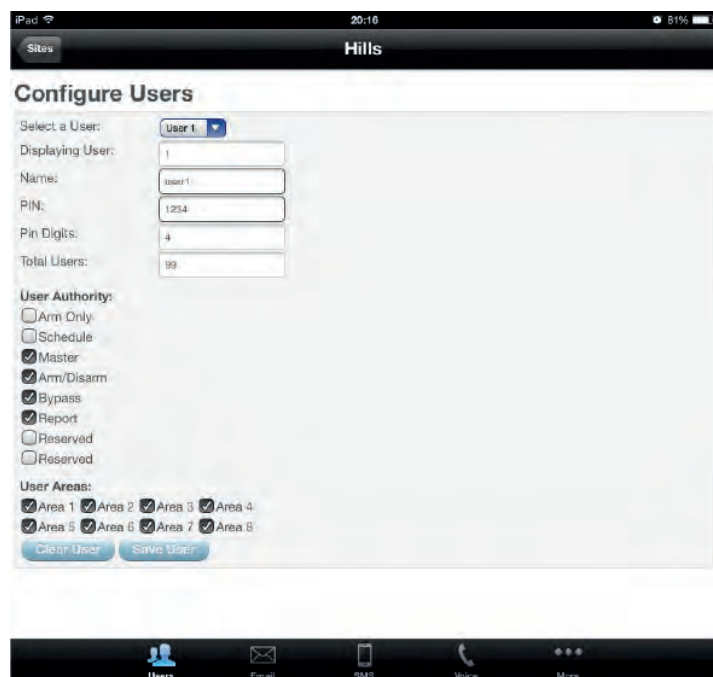 iPad 20:16 81%
Sites Hills
Configure Users
Select a User: User 1
Displaying User: 1
Name: user1
PIN: 1234
Pin Digits: 4
Total Users: 99
User Authority:
Arm Only
Schedule
Master
Arm/Disarm
Bypass
Report
Reserved
Reserved
User Areas:
Area 1 Area 2 Area 3 Area 4
Area 5 Area 6 Area 7 Area 8
Clear User Save User
Users Email SMS Voice More